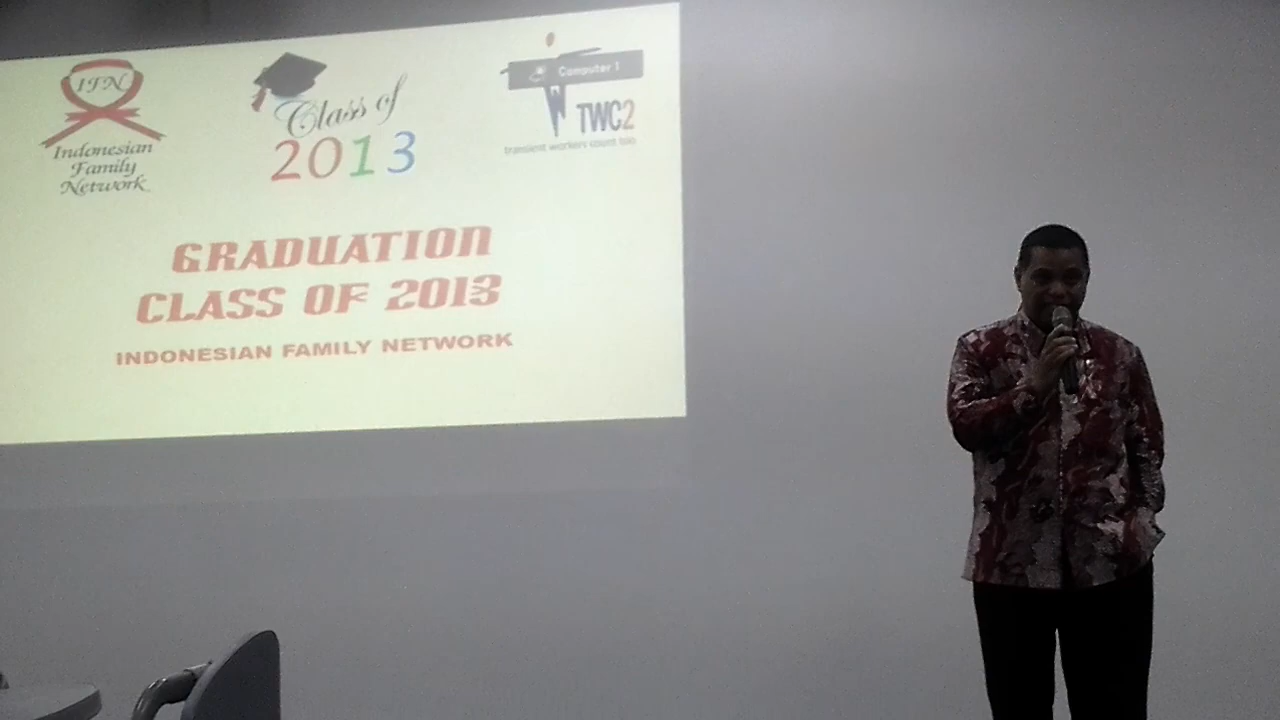 IFN
Indonesian
Family
Network
Class of
2013
Computer 1
TWC2
transient workers count too
GRADUATION
CLASS OF 2013
INDONESIAN FAMILY NETWORK